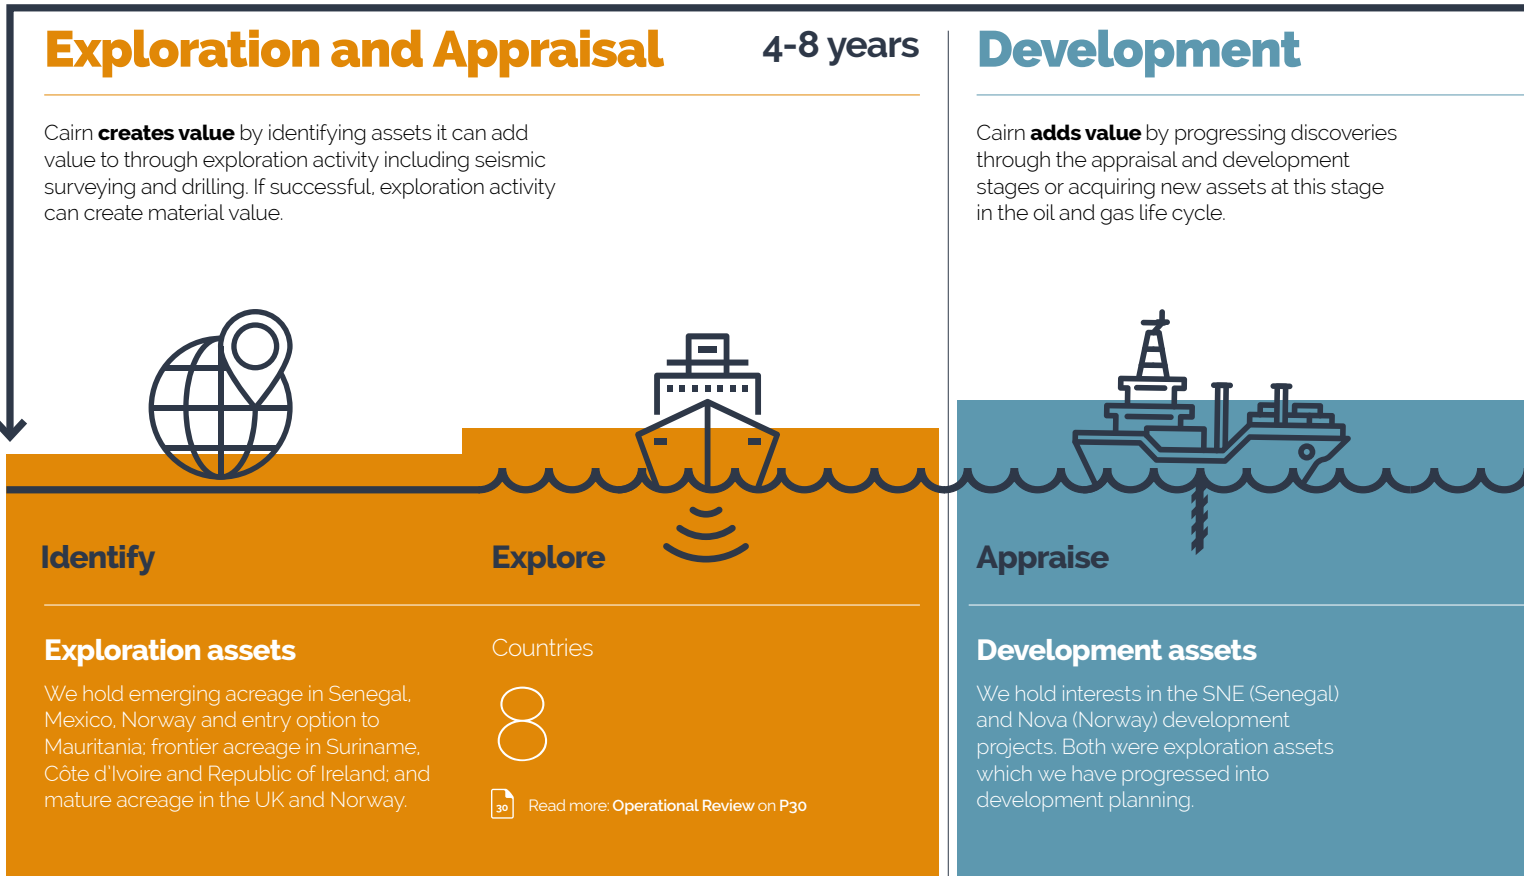 Exploration and Appraisal
4-8 years
Cairn creates value by identifying assets it can add
value to through exploration activity including seismic
surveying and drilling. If successful, exploration activity
can create material value.
Identify
Explore
Exploration assets
We hold emerging acreage in Senegal,
Mexico, Norway and entry option to
Mauritania; frontier acreage in Suriname,
Côte d'Ivoire and Republic of Ireland; and
mature acreage in the UK and Norway.
Countries
8
30
Read more: Operational Review on P30
Development
Cairn adds value by progressing discoveries
through the appraisal and development
stages or acquiring new assets at this stage
in the oil and gas life cycle.
Appraise
Development assets
We hold interests in the SNE (Senegal)
and Nova (Norway) development
projects. Both were exploration assets
which we have progressed into
development planning.